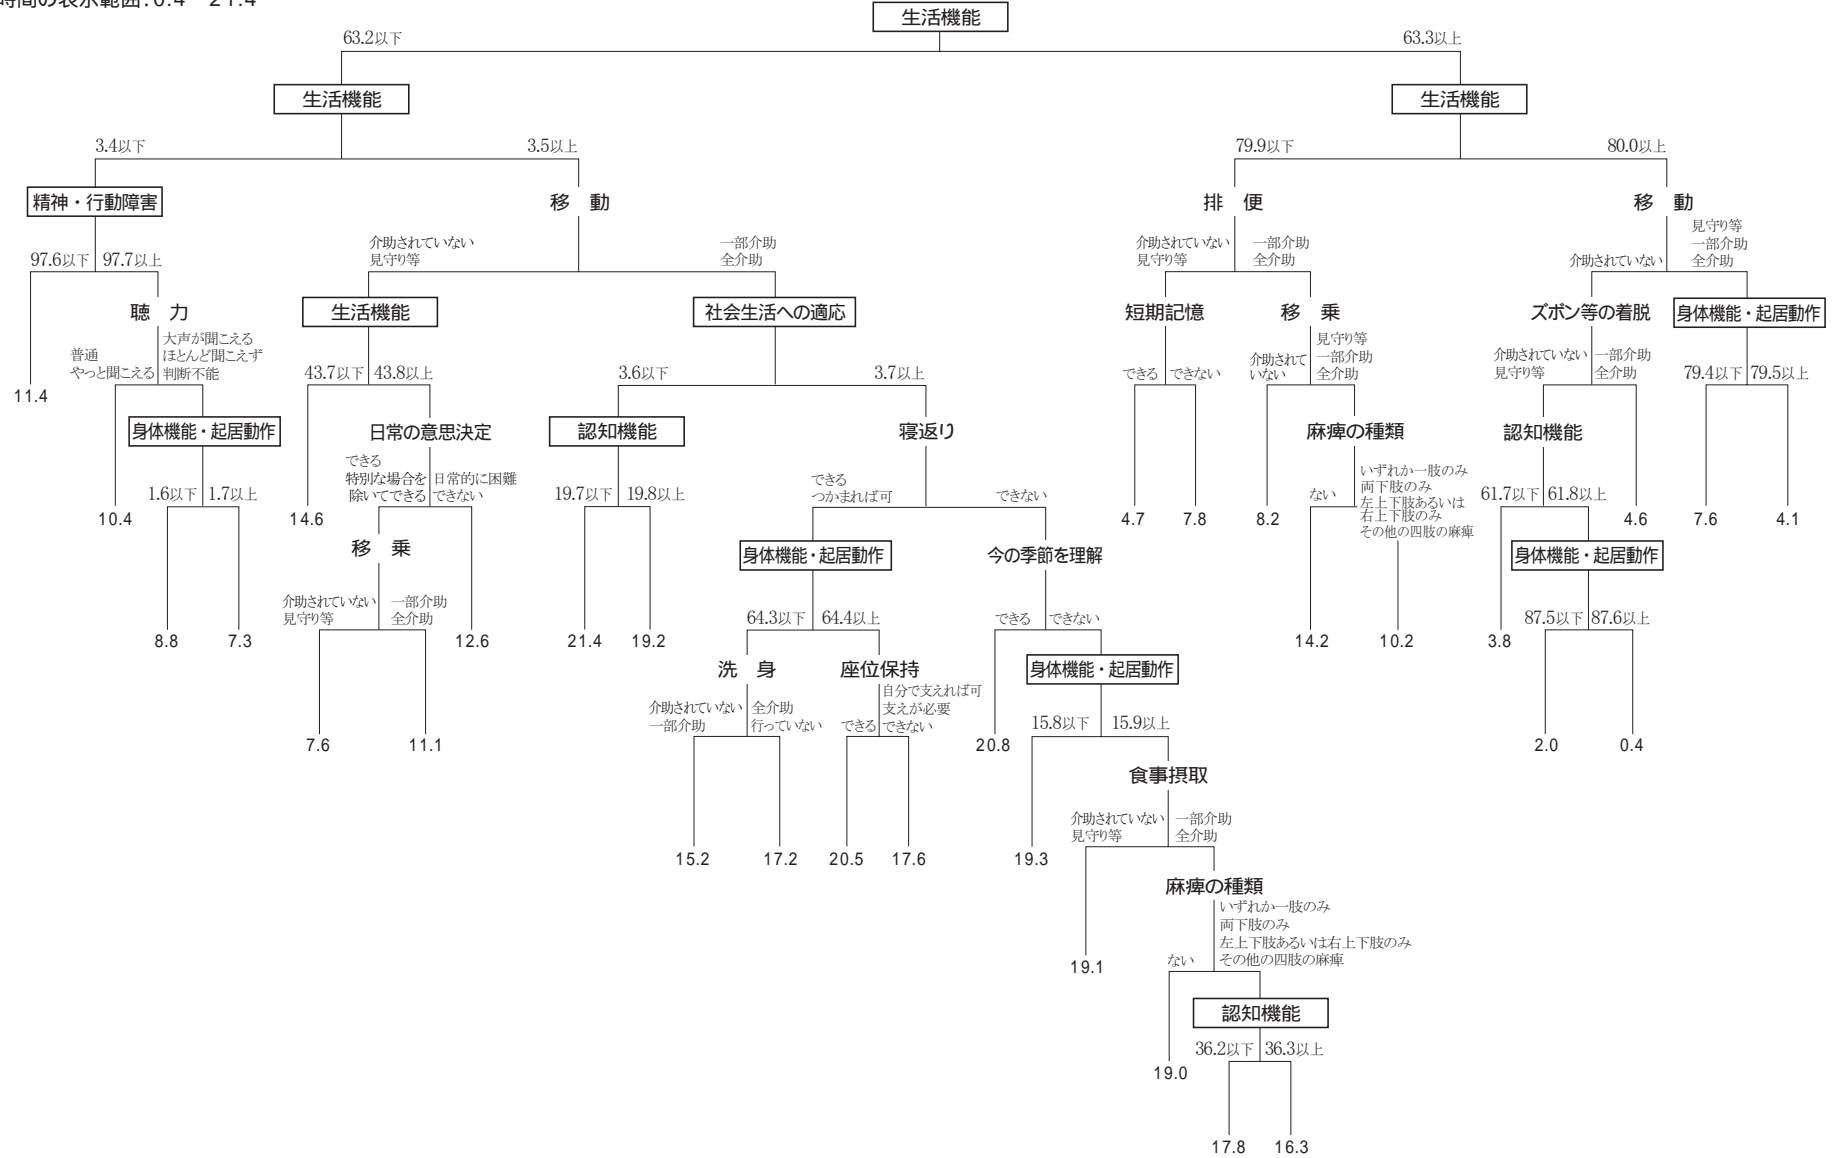 時間の表示範囲:0.4 21.4
生活機能
63.2以下
63.3以上
生活機能
生活機能
3.4以下
3.5以上
79.9以下
80.0以上
精神・行動障害
移 動
排 便
移 動
97.6以下
97.7以上
介助されていない
見守り等
一部介助
全介助
介助されていない
見守り等
一部介助
全介助
介助されていない
見守り等
一部介助
全介助
聴 力
生活機能
社会生活への適応
短期記憶
移 乗
ズボン等の着脱
身体機能・起居動作
普通
やっと聞こえる
大声が聞こえる
ほとんど聞こえず
判断不能
11.4
43.7以下
43.8以上
3.6以下
3.7以上
できる
できない
介助されて
いない
見守り等
一部介助
全介助
介助されていない
見守り等
一部介助
全介助
79.4以下
79.5以上
身体機能・起居動作
日常の意思決定
認知機能
寝返り
麻痺の種類
認知機能
できる
特別な場合を
除いてできる
日常的に困難
できない
できる
つかまれば可
できない
ない
いずれか一肢のみ
両下肢のみ
左上下肢あるいは
右上下肢のみ
その他の四肢の麻痺
1.6以下
1.7以上
19.7以下
19.8以上
61.7以下
61.8以上
10.4
14.6
4.7
7.8
8.2
4.6
7.6
4.1
移 乗
身体機能・起居動作
今の季節を理解
身体機能・起居動作
介助されていない
見守り等
一部介助
全介助
64.3以下
64.4以上
できる
できない
87.5以下
87.6以上
8.8
7.3
12.6
21.4
19.2
14.2
10.2
3.8
洗 身
座位保持
身体機能・起居動作
介助されていない
一部介助
全介助
行っていない
できる
自分で支えれば可
支えが必要
できない
15.8以下
15.9以上
7.6
11.1
20.8
2.0
0.4
食事摂取
介助されていない
見守り等
一部介助
全介助
15.2
17.2
20.5
17.6
19.3
麻痺の種類
ない
いずれか一肢のみ
両下肢のみ
左上下肢あるいは右上下肢のみ
その他の四肢の麻痺
19.1
認知機能
36.2以下
36.3以上
19.0
17.8
16.3